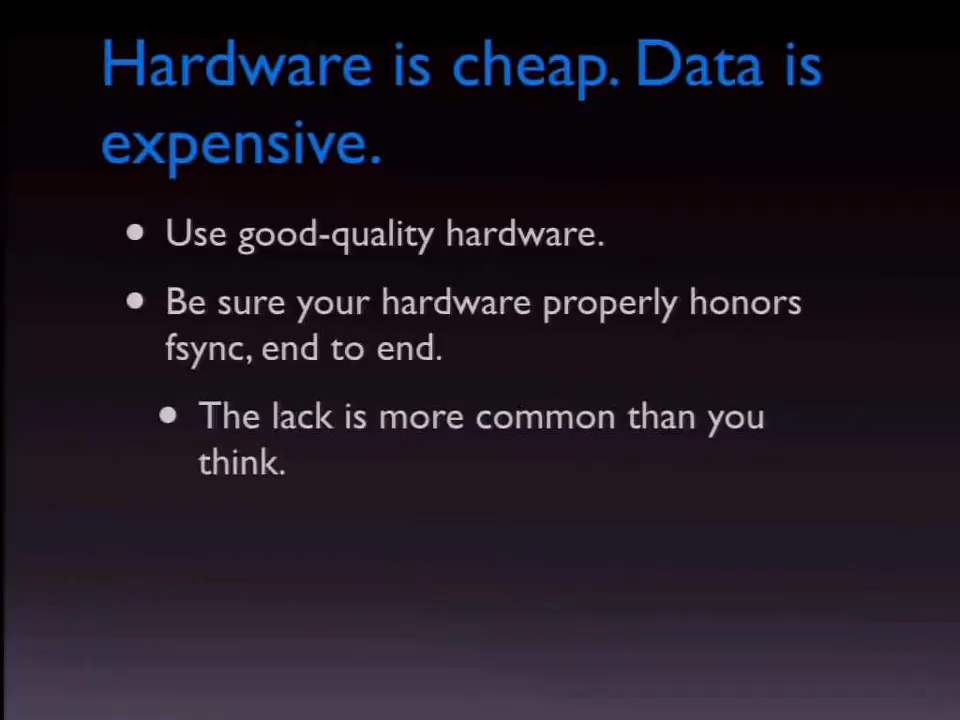 Hardware is cheap. Data is
expensive.
• Use good-quality hardware.
• Be sure your hardware properly honors
fsync, end to end.
• The lack is more common than you
think.